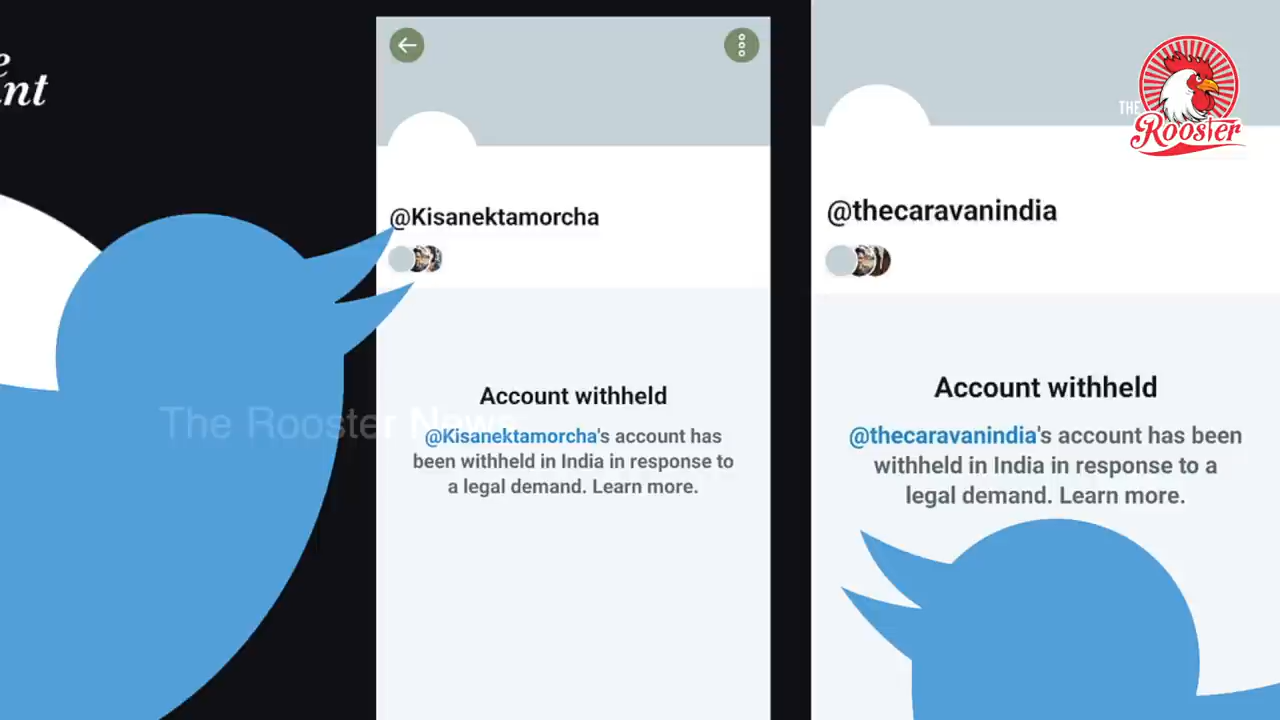 nt
@Kisanektamorcha
Account withheld
@Kisanektamorcha's account has
been withheld in India in response to
a legal demand. Learn more.
@thecaravanindia
Account withheld
@thecaravanindia's account has been
withheld in India in response to a
legal demand. Learn more.
THE
Rooster
The Rooster News